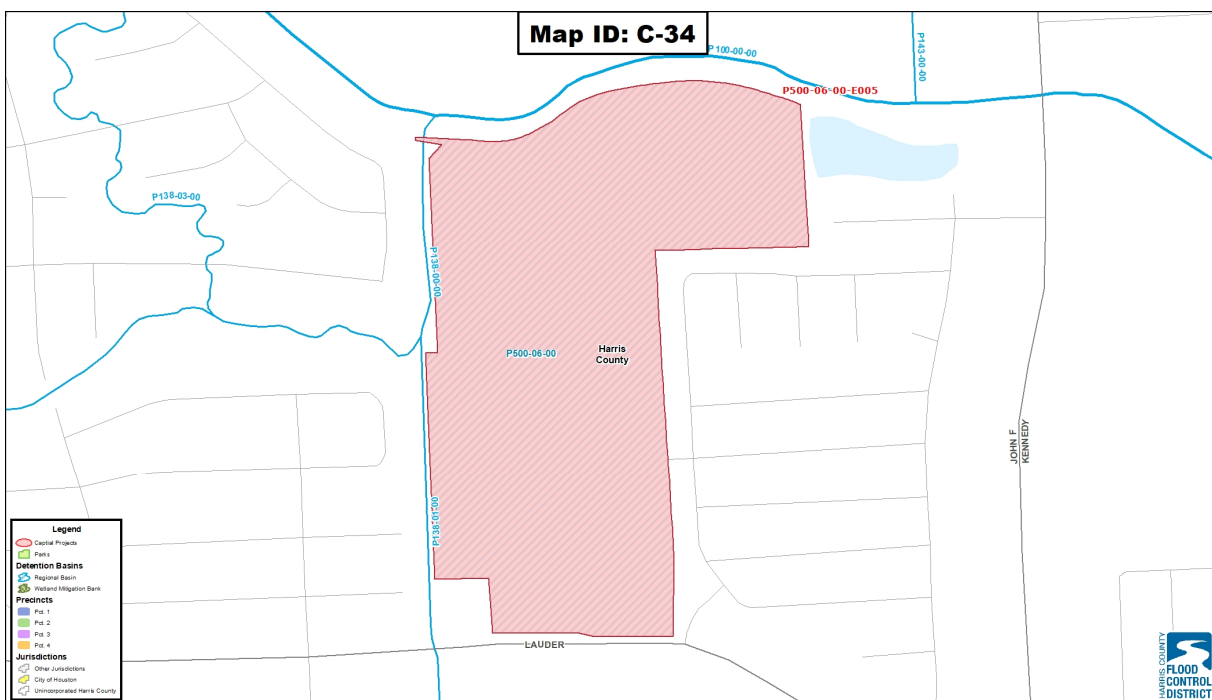 Map ID: C-34
P100-00-00
P143-00-00
P500-06-00-E005
P138-03-00
P138-00-00
P500-06-00
Harris
County
JOHN F
KENNEDY
P138-01-00
LAUDER
Legend
Captial Projects
Parks
Detention Basins
Regional Basin
Wetland Mitigation Bank
Precincts
Pct. 1
Pct. 2
Pct. 3
Pct. 4
Jurisdictions
Other Jurisdictions
City of Houston
Unincorporated Harris County
HARRIS COUNTY
FLOOD
CONTROL
DISTRICT